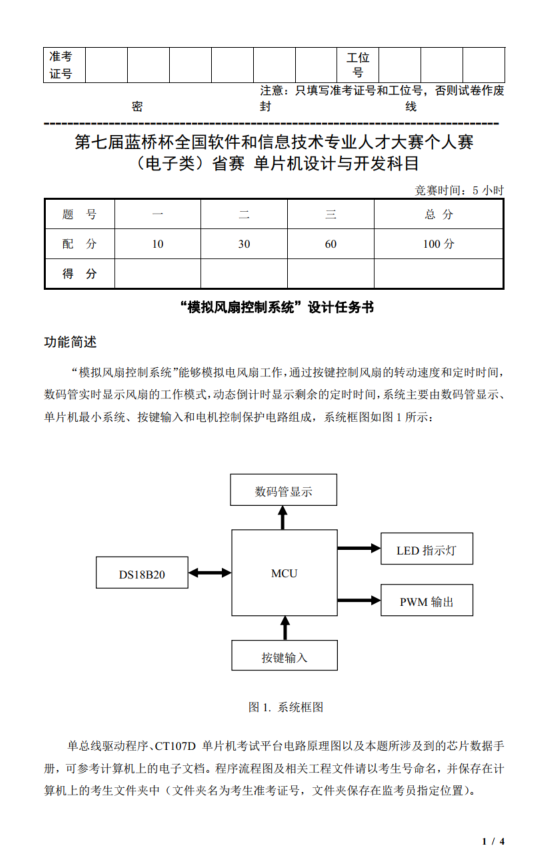 准考 工位
证号 号
注意：只填写准考证号和工位号，否则试卷作废
密 封 线
第七届蓝桥杯全国软件和信息技术专业人才大赛个人赛
（电子类）省赛 单片机设计与开发科目
竞赛时间：5 小时
题 号 一 二 三 总 分
配 分 10 30 60 100 分
得 分
“模拟风扇控制系统”设计任务书
功能简述
“模拟风扇控制系统”能够模拟电风扇工作，通过按键控制风扇的转动速度和定时时间，
数码管实时显示风扇的工作模式，动态倒计时显示剩余的定时时间，系统主要由数码管显示、
单片机最小系统、按键输入和电机控制保护电路组成，系统框图如图 1 所示：
数码管显示
LED 指示灯
DS18B20
MCU
PWM 输出
按键输入
图 1. 系统框图
单总线驱动程序、CT107D 单片机考试平台电路原理图以及本题所涉及到的芯片数据手
册，可参考计算机上的电子文档。程序流程图及相关工程文件请以考生号命名，并保存在计
算机上的考生文件夹中（文件夹名为考生准考证号，文件夹保存在监考员指定位置）。
1 / 4